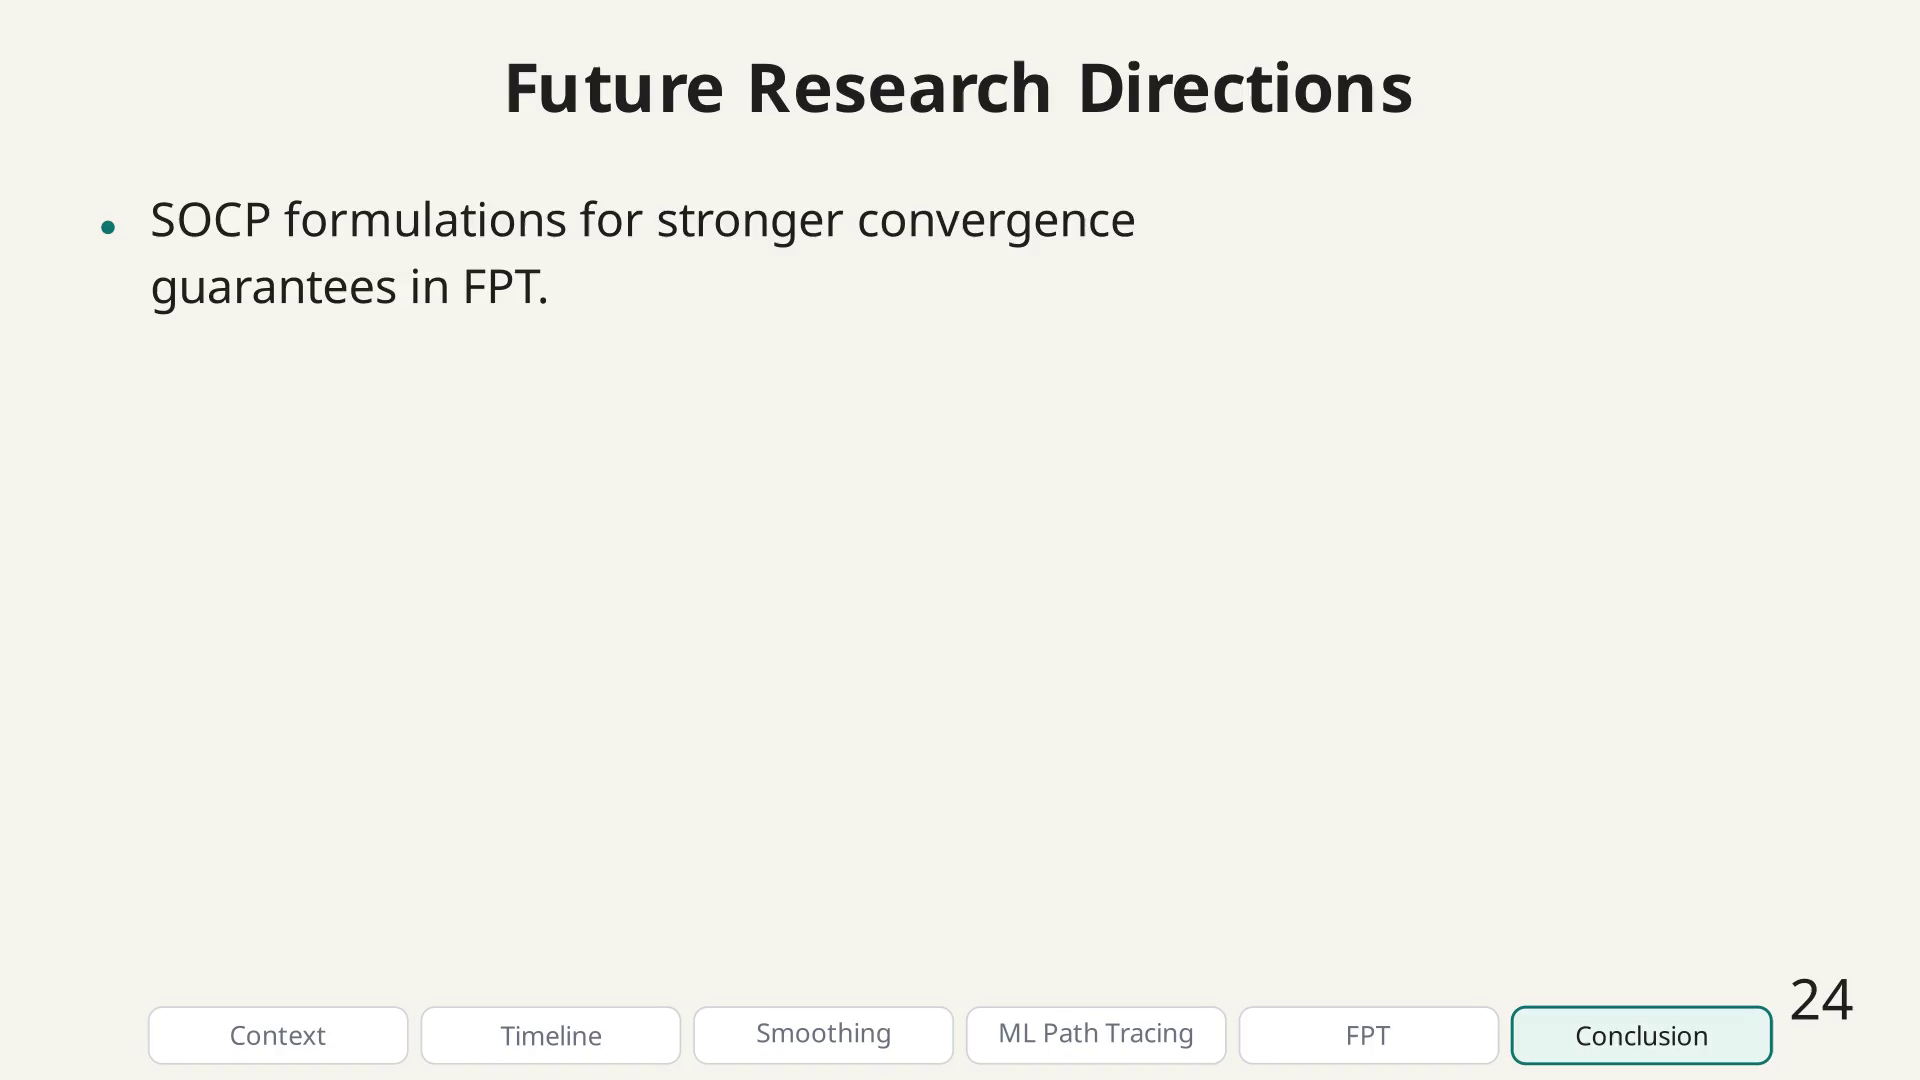 Future Research Directions
• SOCP formulations for stronger convergence
guarantees in FPT.
Context
Timeline
Smoothing
ML Path Tracing
FPT
Conclusion
24